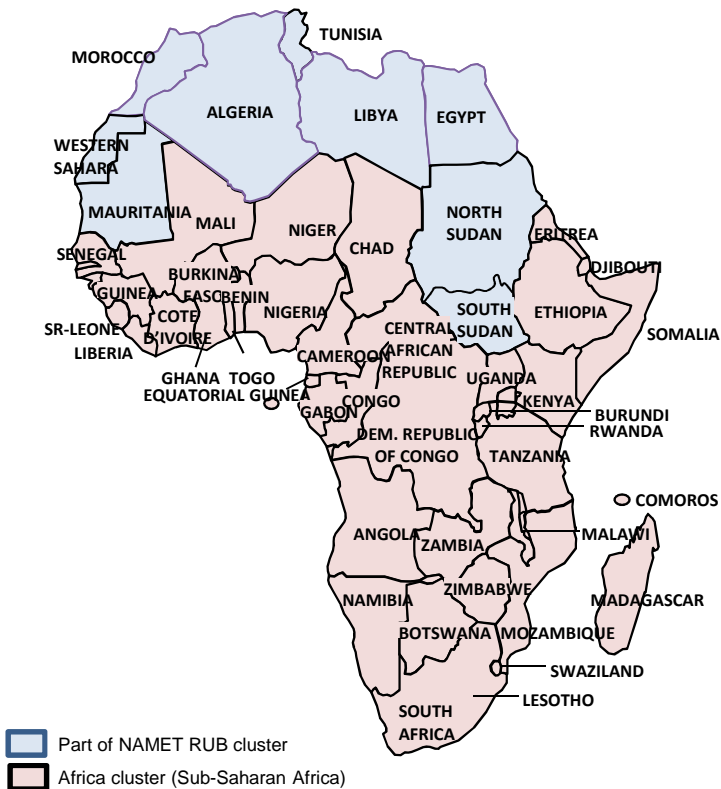 TUNISIA
MOROCCO
ALGERIA
LIBYA
EGYPT
WESTERN
SAHARA
MAURITANIA
MALI
NIGER
CHAD
NORTH
SUDAN
ERITREA
SENEGAL
DJIBOUTI
BURKINA
FASO
BENIN
GUINEA
NIGERIA
COTE
D'IVOIRE
SOUTH
SUDAN
ETHIOPIA
SR-LEONE
LIBERIA
SOMALIA
CENTRAL
AFRICAN
REPUBLIC
CAMEROON
GHANA
TOGO
EQUATORIAL GUINEA
UGANDA
KENYA
GABON
CONGO
BURUNDI
RWANDA
DEM. REPUBLIC
OF CONGO
TANZANIA
COMOROS
ANGOLA
ZAMBIA
MALAWI
NAMIBIA
ZIMBABWE
MADAGASCAR
BOTSWANA
MOZAMBIQUE
SWAZILAND
LESOTHO
SOUTH
AFRICA
Part of NAMET RUB cluster
Africa cluster (Sub-Saharan Africa)